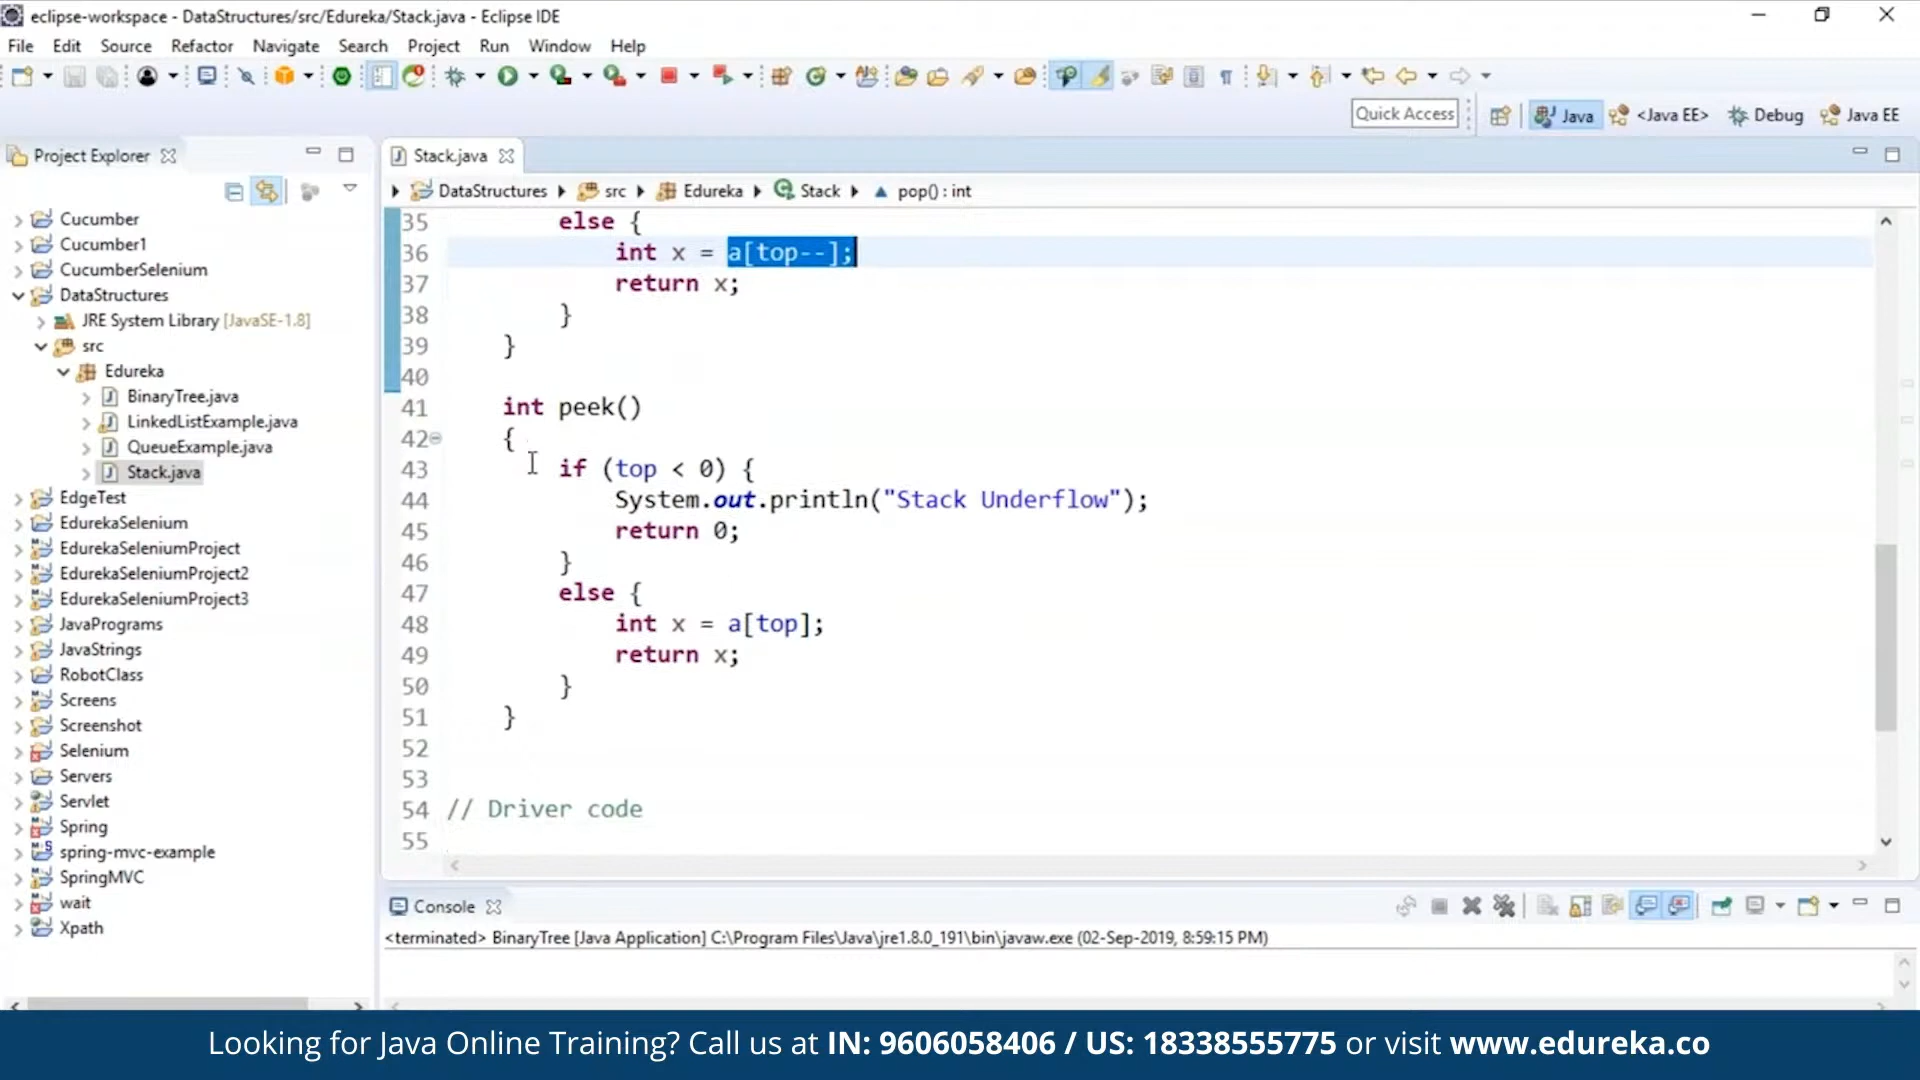 eclipse-workspace - DataStructures/src/Edureka/Stack.java - Eclipse IDE
File Edit Source Refactor Navigate Search Project Run Window Help
Quick Access Java <Java EE> Debug Java EE
Project Explorer
Cucumber
Cucumber1
CucumberSelenium
DataStructures
JRE System Library [JavaSE-1.8]
src
Edureka
BinaryTree.java
LinkedListExample.java
QueueExample.java
Stack.java
EdgeTest
EdurekaSelenium
EdurekaSeleniumProject
EdurekaSeleniumProject2
EdurekaSeleniumProject3
JavaPrograms
JavaStrings
RobotClass
Screens
Screenshot
Selenium
Servers
Servlet
Spring
spring-mvc-example
SpringMVC
wait
Xpath
Stack.java
DataStructures src Edureka Stack pop() : int
35 else {
36 int x = a[top--];
37 return x;
38 }
39 }
40
41 int peek()
42 {
43 if (top < 0) {
44 System.out.println("Stack Underflow");
45 return 0;
46 }
47 else {
48 int x = a[top];
49 return x;
50 }
51 }
52
53
54 // Driver code
55
Console
<terminated> BinaryTree [Java Application] C:\Program Files\Java\jre1.8.0_191\bin\javaw.exe (02-Sep-2019, 8:59:15 PM)
Looking for Java Online Training? Call us at IN: 9606058406 / US: 18338555775 or visit www.edureka.co